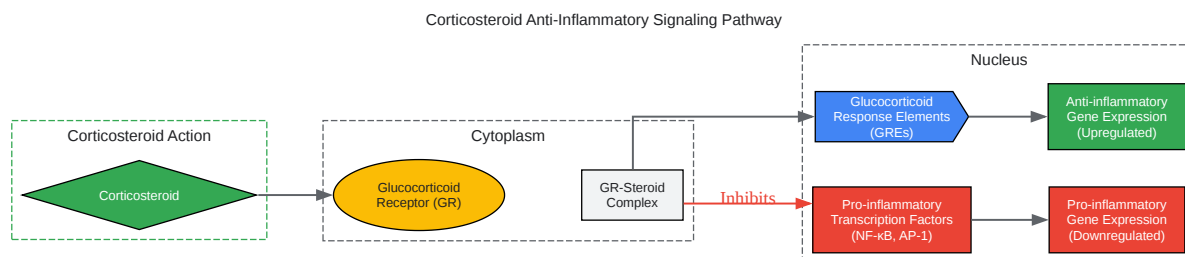 Corticosteroid Anti-Inflammatory Signaling Pathway
Nucleus
Glucocorticoid
Response Elements
(GREs)
Anti-inflammatory
Gene Expression
(Upregulated)
Corticosteroid Action
Corticosteroid
Cytoplasm
Glucocorticoid
Receptor (GR)
GR-Steroid
Complex
Inhibits
Pro-inflammatory
Transcription Factors
(NF-κB, AP-1)
Pro-inflammatory
Gene Expression
(Downregulated)